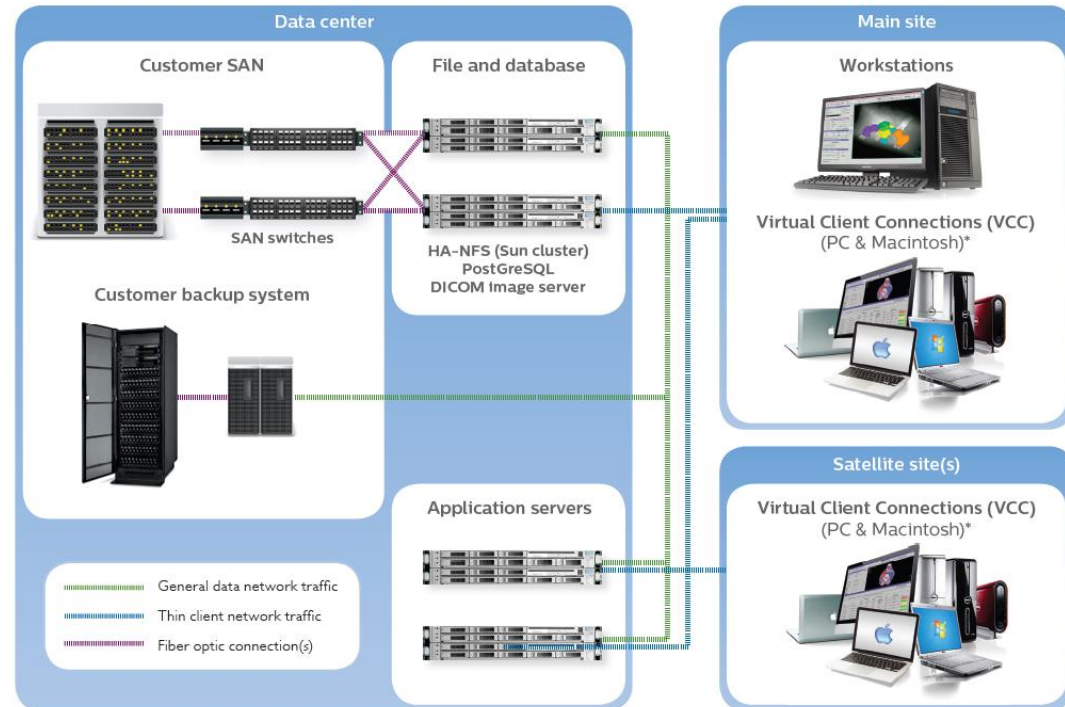 Data center
Customer SAN
SAN switches
Customer backup system
File and database
HA-NFS (Sun cluster)
PostGreSQL
DICOM image server
Application servers
General data network traffic
Thin client network traffic
Fiber optic connection(s)
Main site
Workstations
Virtual Client Connections (VCC)
(PC & Macintosh)*
Satellite site(s)
Virtual Client Connections (VCC)
(PC & Macintosh)*